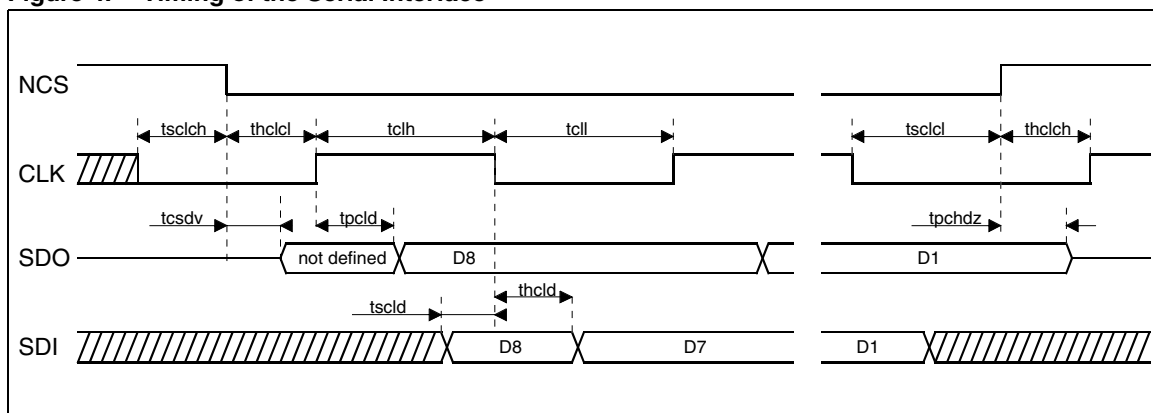 Figure 4. Timing of the Serial Interface
NCS
tsclch thclcl tclh tcll tsclcl thclch
CLK
tcsdv tpcld tpchdz
SDO not defined D8 D1
tscld thcld
SDI D8 D7 D1